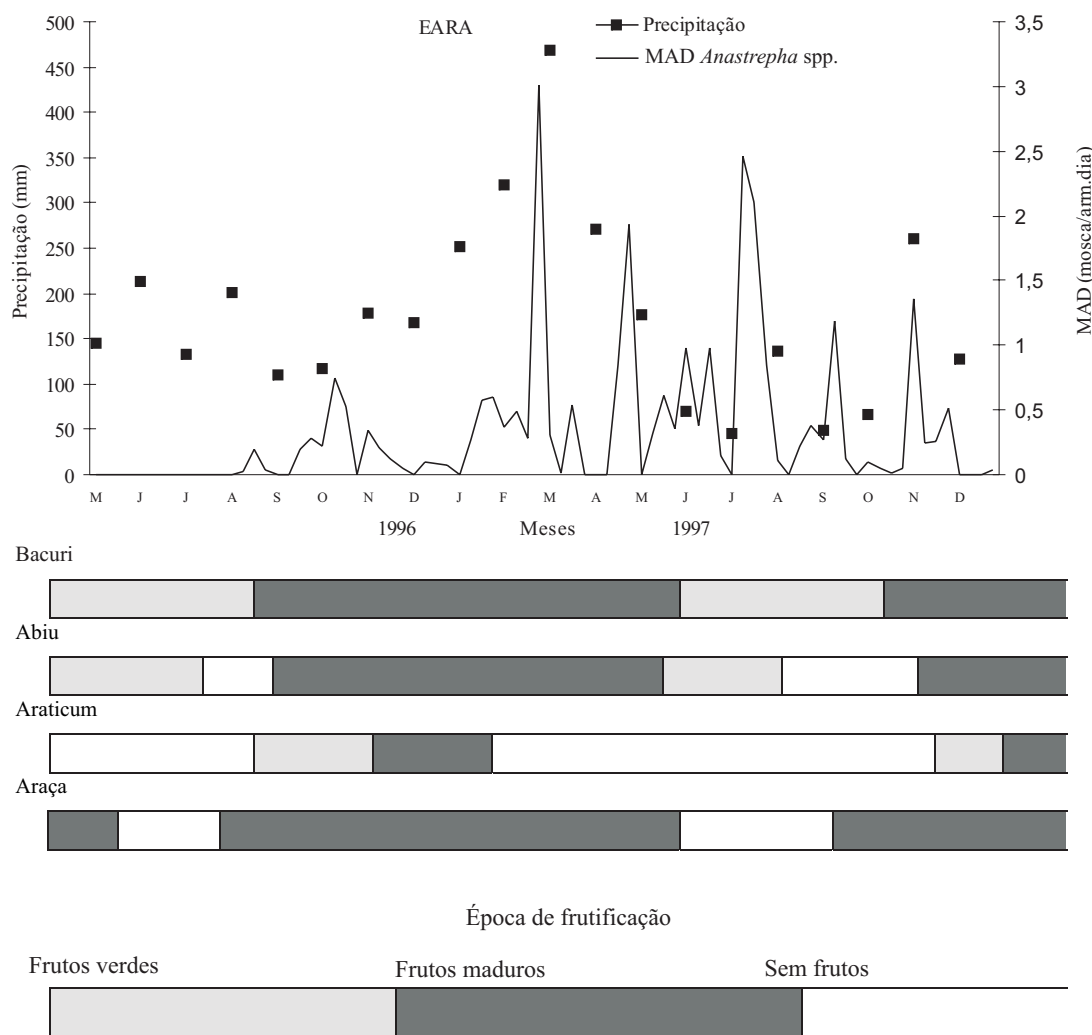 EARA
Precipitação
MAD Anastrepha spp.
Precipitação (mm)
500
450
400
350
300
250
200
150
100
50
0
MAD (mosca/arm.dia)
3,5
3
2,5
2
1,5
1
0,5
0
M J J A S O N D J F M A M J J A S O N D
1996 Meses 1997
Bacuri
Abiu
Araticum
Araça
Época de frutificação
Frutos verdes Frutos maduros Sem frutos